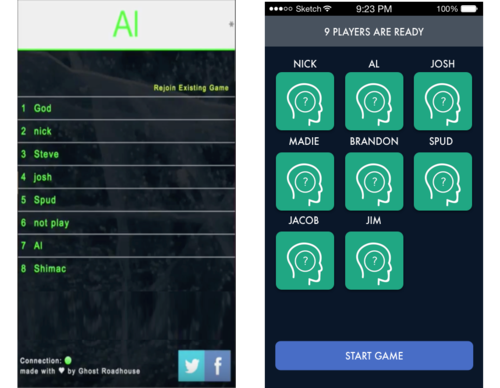 Al
Rejoin Existing Game
1 God
2 nick
3 Steve
4 josh
5 Spud
6 not play
7 Al
8 Shimac
Connection:
made with ♥ by Ghost Roadhouse
Sketch 9:23 PM 100%
9 PLAYERS ARE READY
NICK AL JOSH
? ? ?
MADIE BRANDON SPUD
? ? ?
JACOB JIM
? ?
START GAME